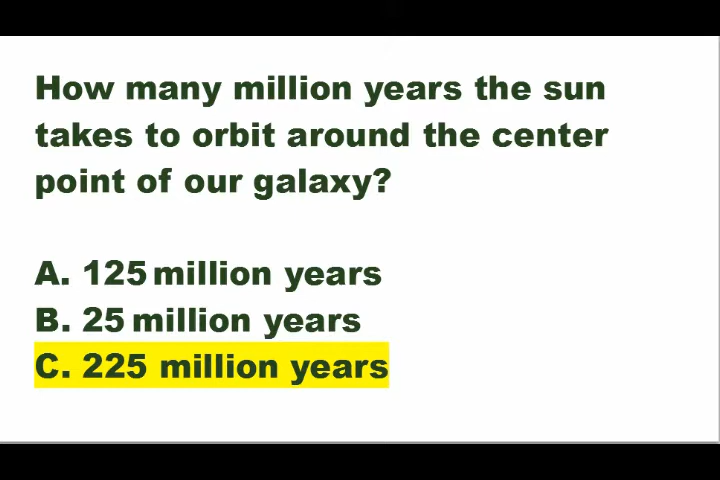 How many million years the sun
takes to orbit around the center
point of our galaxy?
A. 125 million years
B. 25 million years
C. 225 million years